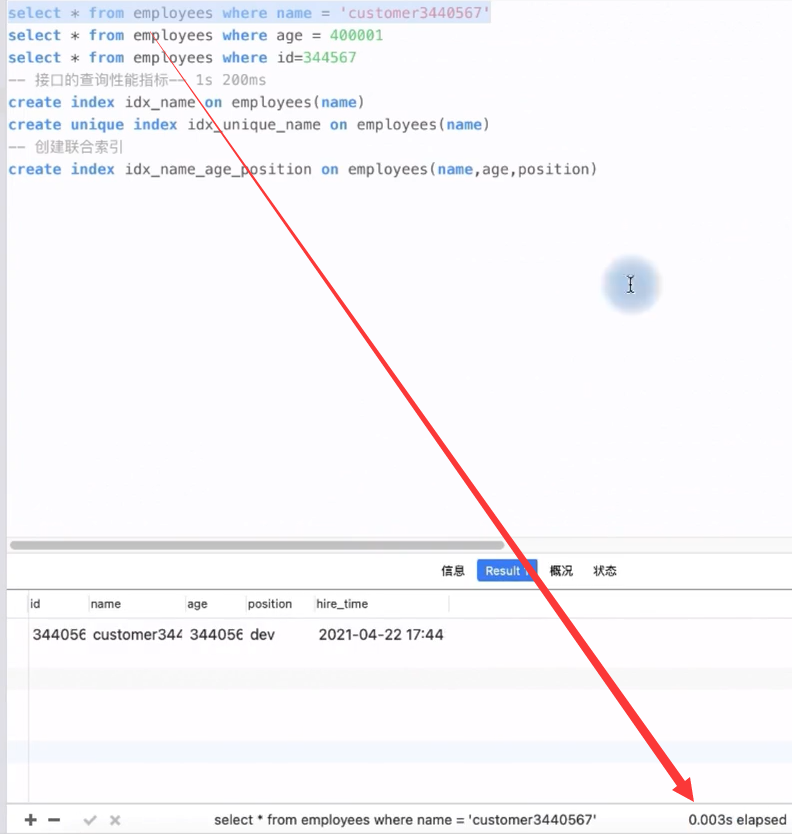 select * from employees where name = 'customer3440567'
select * from employees where age = 400001
select * from employees where id=344567
-- 接口的查询性能指标-- 1s 200ms
create index idx_name on employees(name)
create unique index idx_unique_name on employees(name)
-- 创建联合索引
create index idx_name_age_position on employees(name,age,position)
信息 Result 概况 状态
id name age position hire_time
344056 customer344 344056 dev 2021-04-22 17:44
select * from employees where name = 'customer3440567' 0.003s elapsed